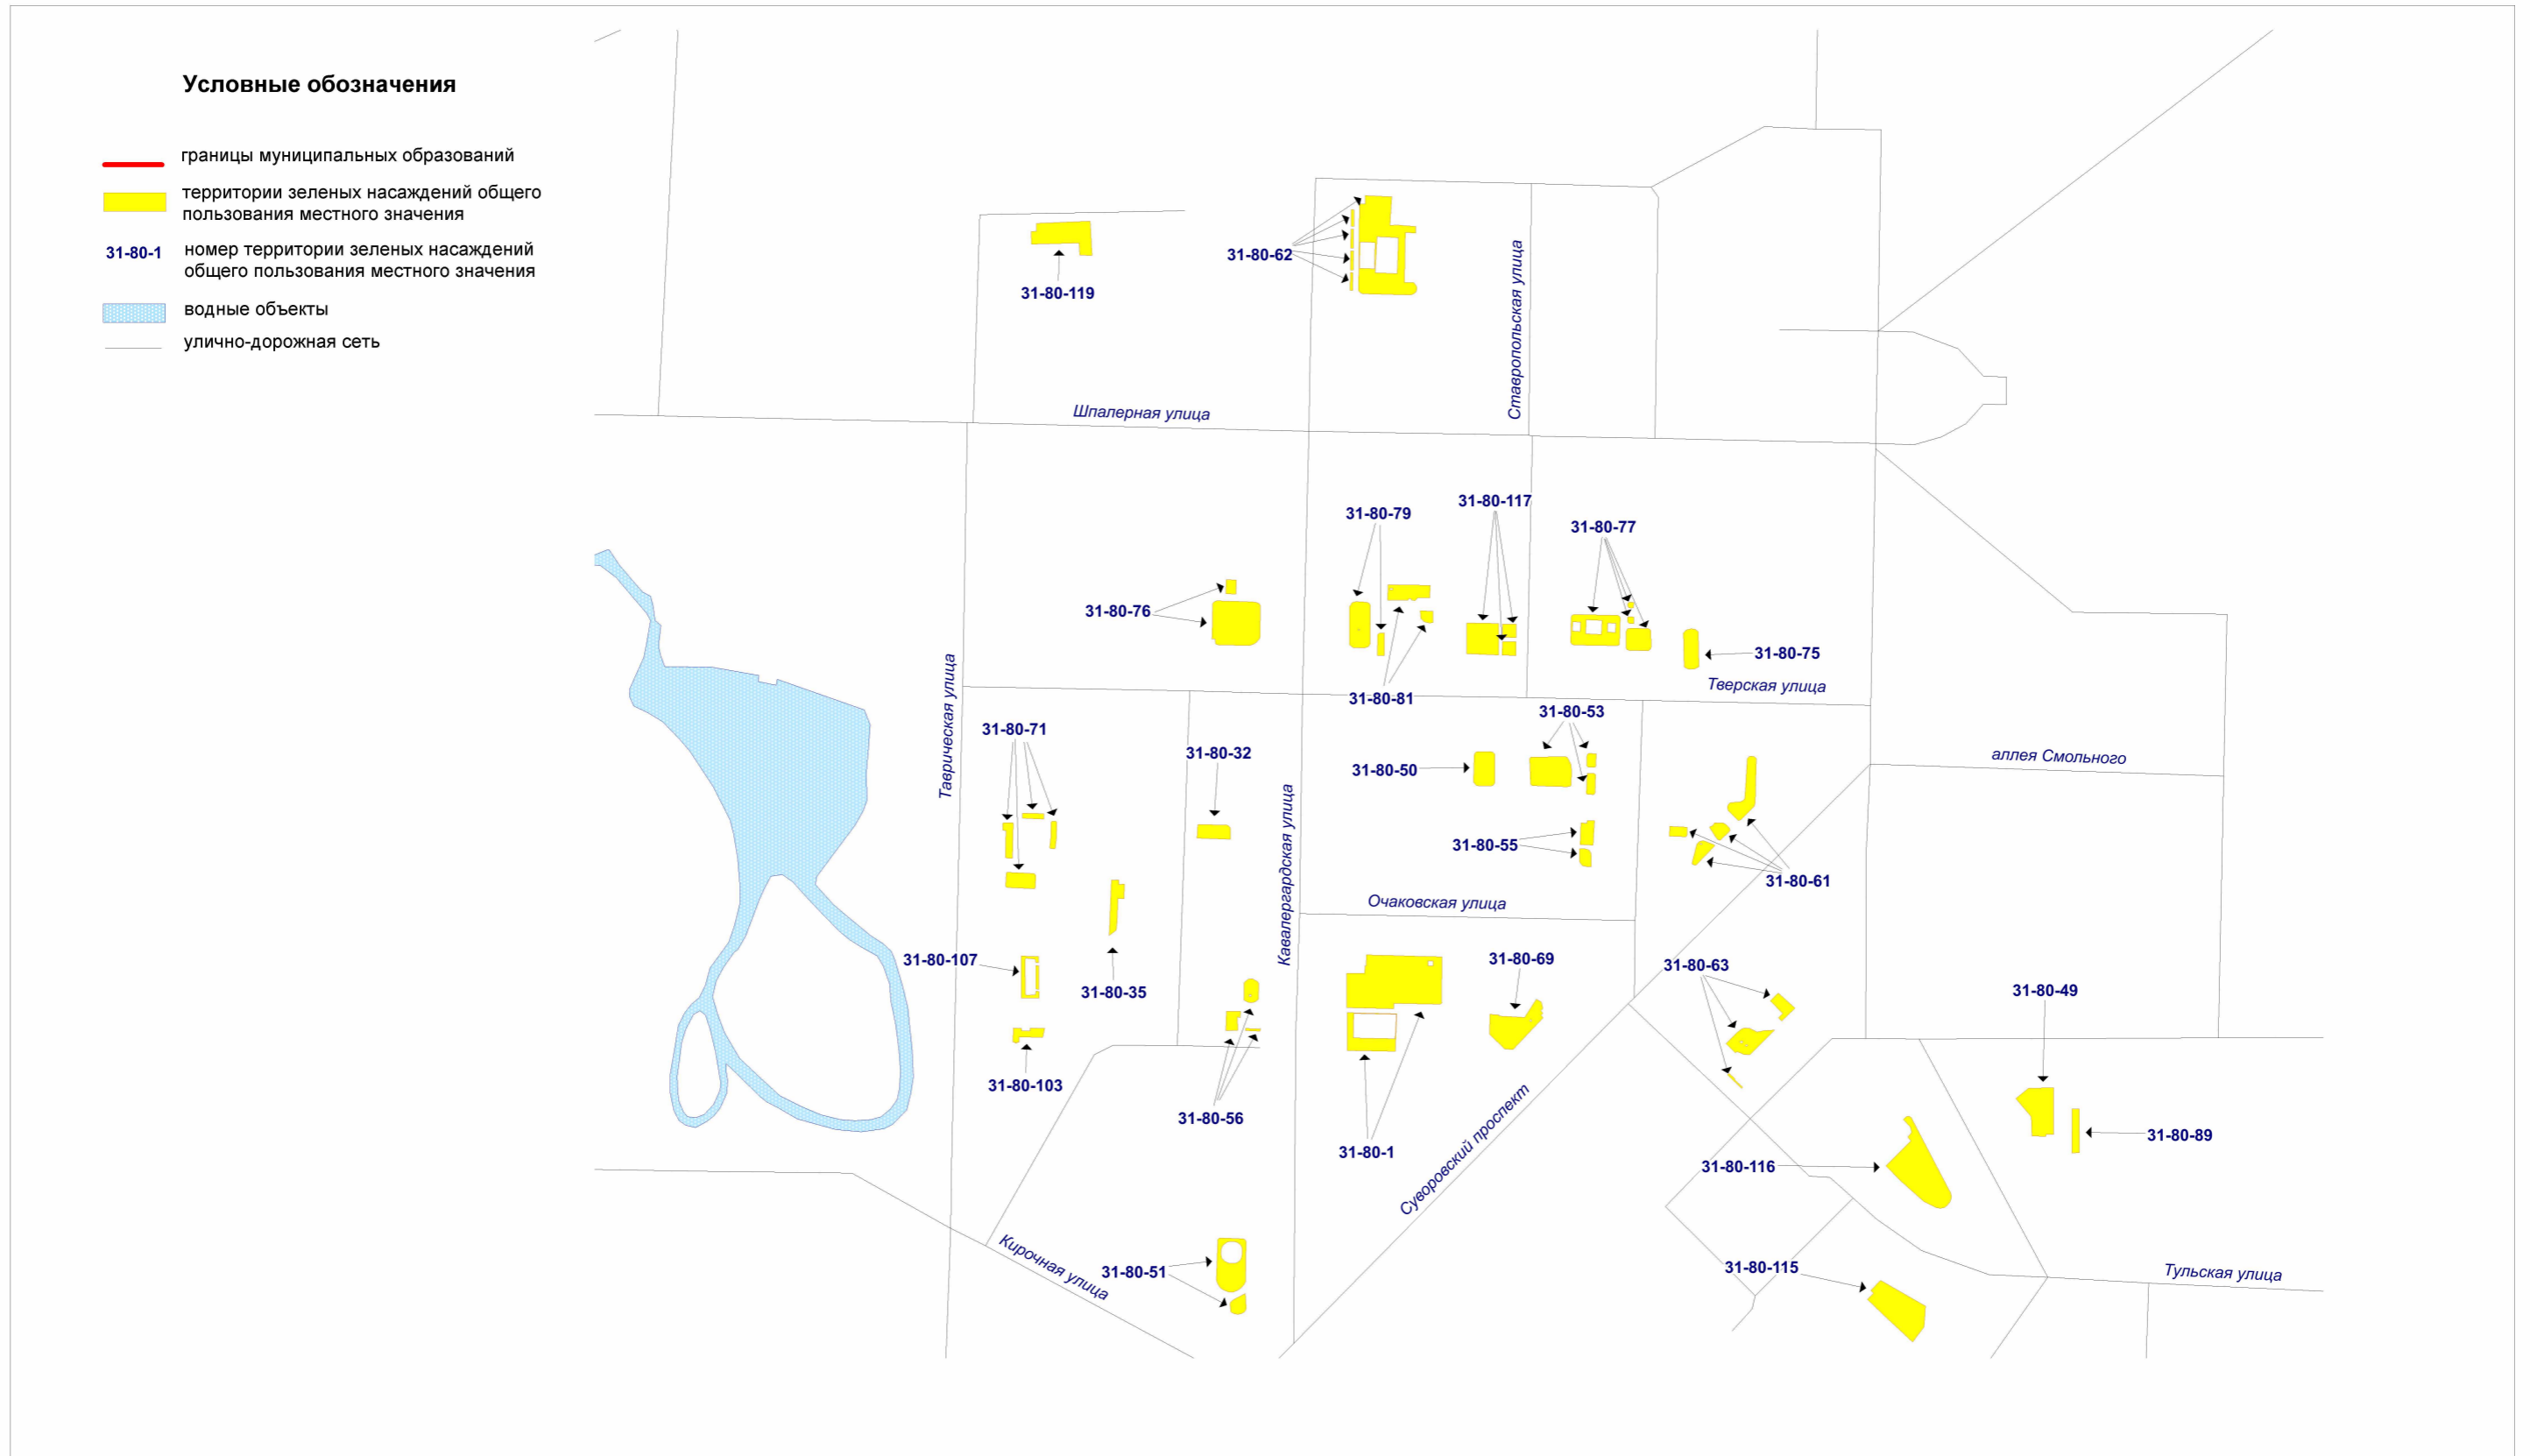 Условные обозначения
границы муниципальных образований
территории зеленых насаждений общего
пользования местного значения
31-80-1
номер территории зеленых насаждений
общего пользования местного значения
водные объекты
улично-дорожная сеть
31-80-62
31-80-119
Ставропольская улица
Шпалерная улица
31-80-117
31-80-79
31-80-77
31-80-76
31-80-75
Тверская улица
31-80-81
31-80-53
Таврическая улица
31-80-71
31-80-32
аллея Смольного
31-80-50
Кавалергардская улица
31-80-55
31-80-61
Очаковская улица
31-80-107
31-80-69
31-80-63
31-80-35
31-80-49
31-80-103
31-80-56
31-80-89
31-80-1
Суворовский проспект
31-80-116
Кирочная улица
31-80-51
31-80-115
Тульская улица